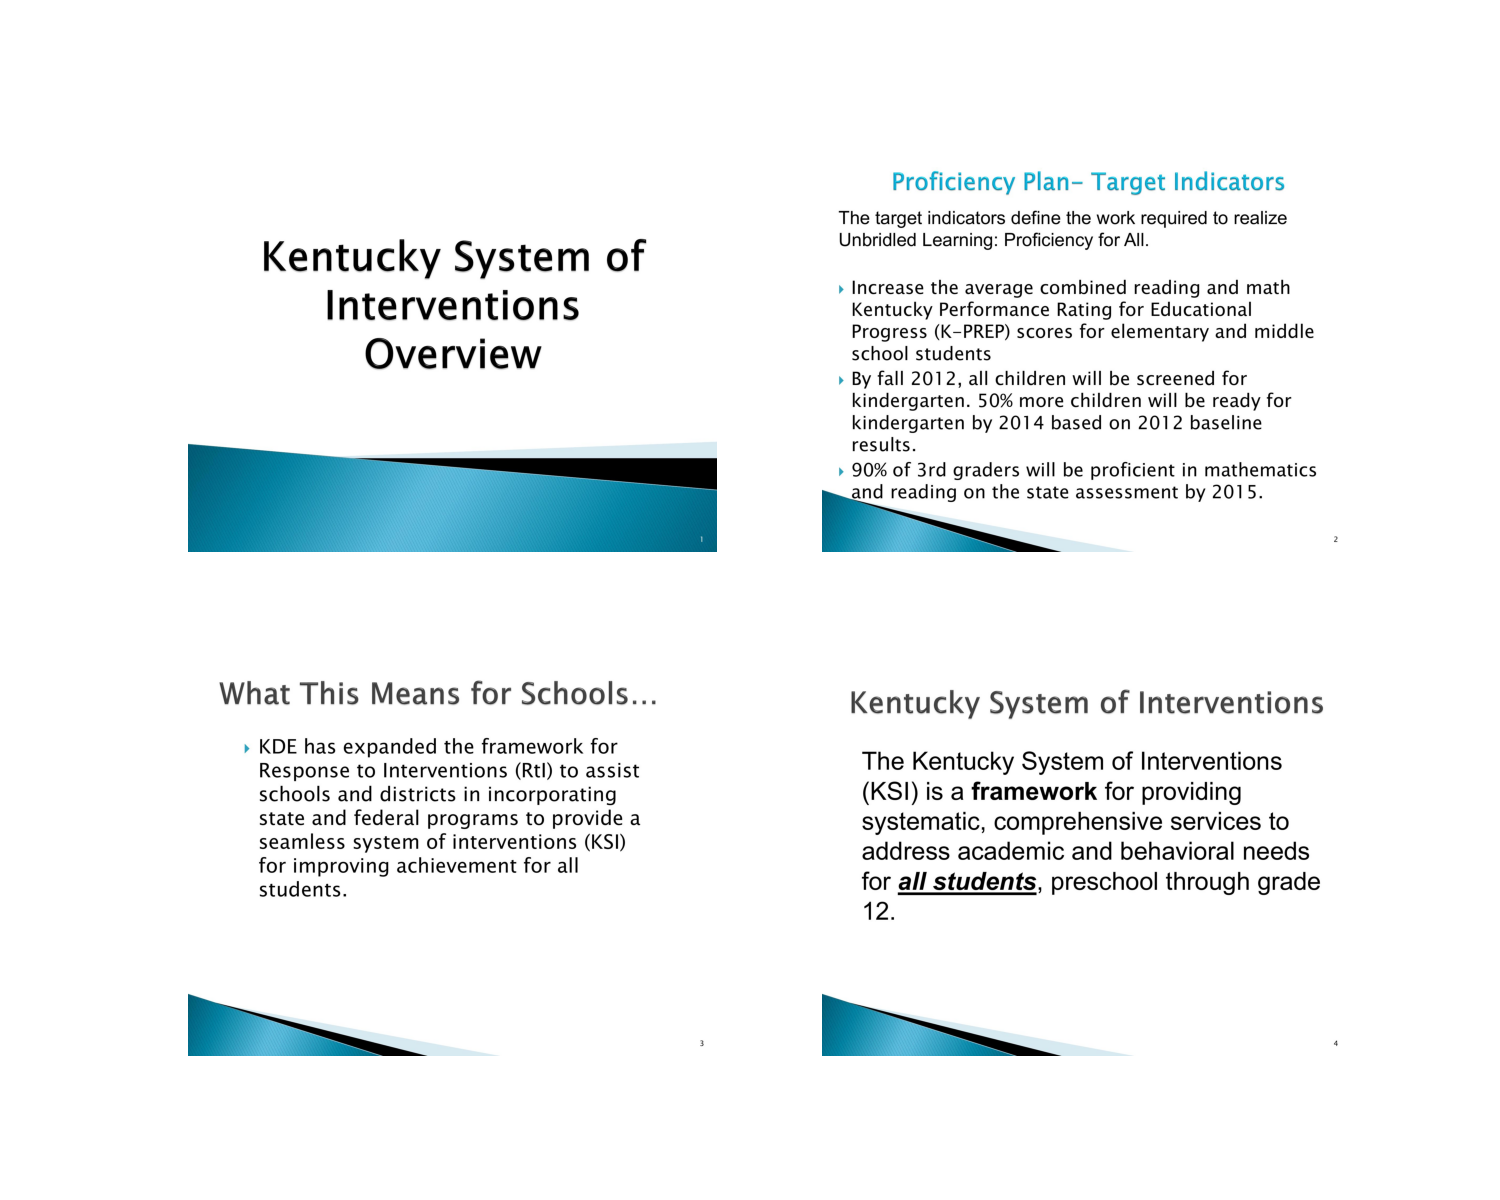 Kentucky System of
Interventions
Overview
1
Proficiency Plan- Target Indicators
The target indicators define the work required to realize
Unbridled Learning: Proficiency for All.
Increase the average combined reading and math
Kentucky Performance Rating for Educational
Progress (K-PREP) scores for elementary and middle
school students
By fall 2012, all children will be screened for
kindergarten. 50% more children will be ready for
kindergarten by 2014 based on 2012 baseline
results.
90% of 3rd graders will be proficient in mathematics
and reading on the state assessment by 2015.
2
What This Means for Schools…
KDE has expanded the framework for
Response to Interventions (RtI) to assist
schools and districts in incorporating
state and federal programs to provide a
seamless system of interventions (KSI)
for improving achievement for all
students.
3
Kentucky System of Interventions
The Kentucky System of Interventions
(KSI) is a framework for providing
systematic, comprehensive services to
address academic and behavioral needs
for all students, preschool through grade
12.
4